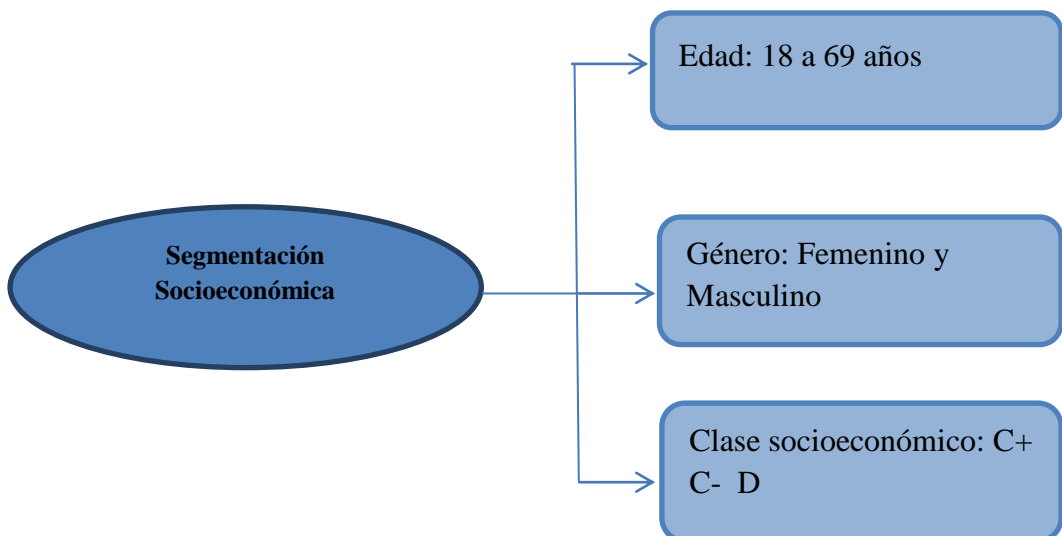 Segmentación
Socioeconómica
Edad: 18 a 69 años
Género: Femenino y
Masculino
Clase socioeconómico: C+
C- D